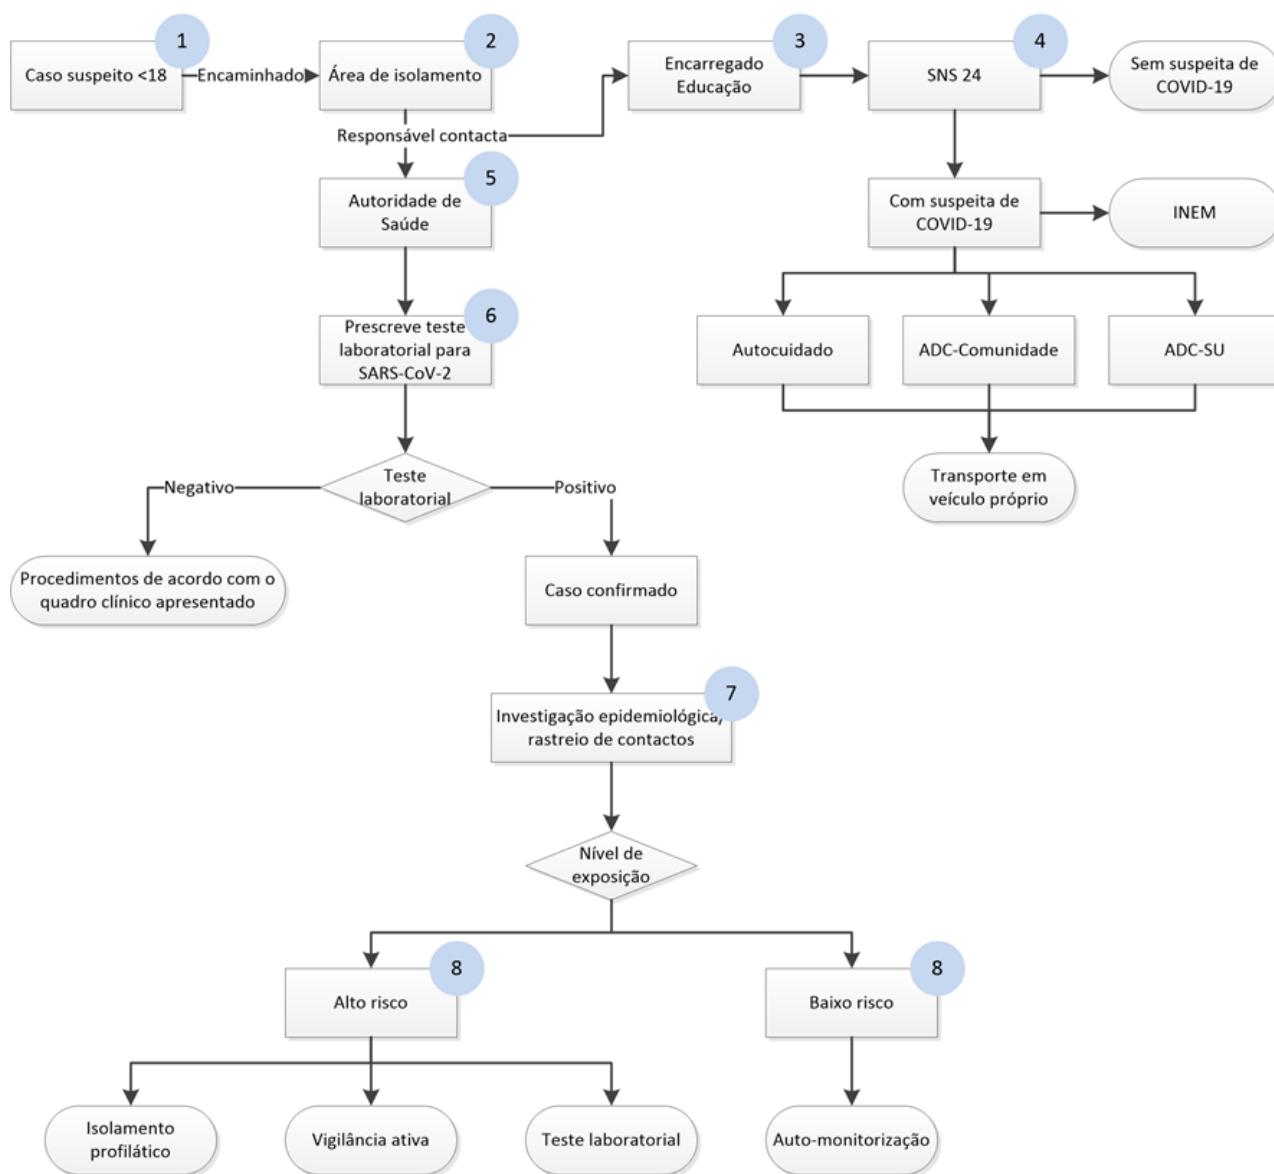 1
Caso suspeito <18
Encaminhado
2
Área de isolamento
3
Encarregado
Educação
4
SNS 24
Sem suspeita de
COVID-19
Responsável contacta
5
Autoridade de
Saúde
Com suspeita de
COVID-19
INEM
6
Prescreve teste
laboratorial para
SARS-CoV-2
Autocuidado
ADC-Comunidade
ADC-SU
Transporte em
veículo próprio
Teste
laboratorial
Negativo
Positivo
Procedimentos de acordo com o
quadro clínico apresentado
Caso confirmado
7
Investigação epidemiológica,
rastreio de contactos
Nível de
exposição
8
Alto risco
8
Baixo risco
Isolamento
profilático
Vigilância ativa
Teste laboratorial
Auto-monitorização